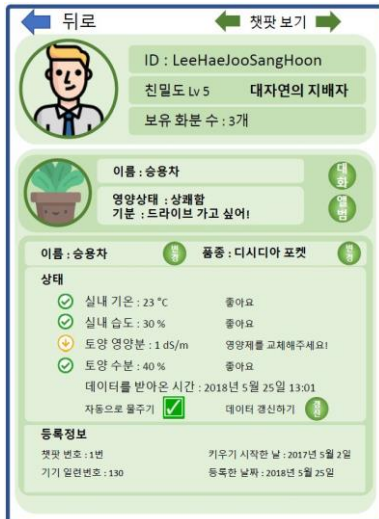 뒤로
챗팟 보기
ID : LeeHaeJooSangHoon
친밀도 Lv 5 대자연의 지배자
보유 화분 수 : 3개
이름 : 승용차
대화
영양상태 : 상쾌함
기분 : 드라이브 가고 싶어!
앨범
이름 : 승용차 변경 품종 : 디시디아 포켓 변경
상태
실내 기온 : 23 °C 좋아요
실내 습도 : 30 % 좋아요
토양 영양분 : 1 dS/m 영양제를 교체해주세요!
토양 수분 : 40 % 좋아요
데이터를 받아온 시간 : 2018년 5월 25일 13:01
자동으로 물주기 데이터 갱신하기 갱신
등록정보
챗팟 번호 : 1번 키우기 시작한 날 : 2017년 5월 2일
기기 일련번호 : 130 등록한 날짜 : 2018년 5월 25일